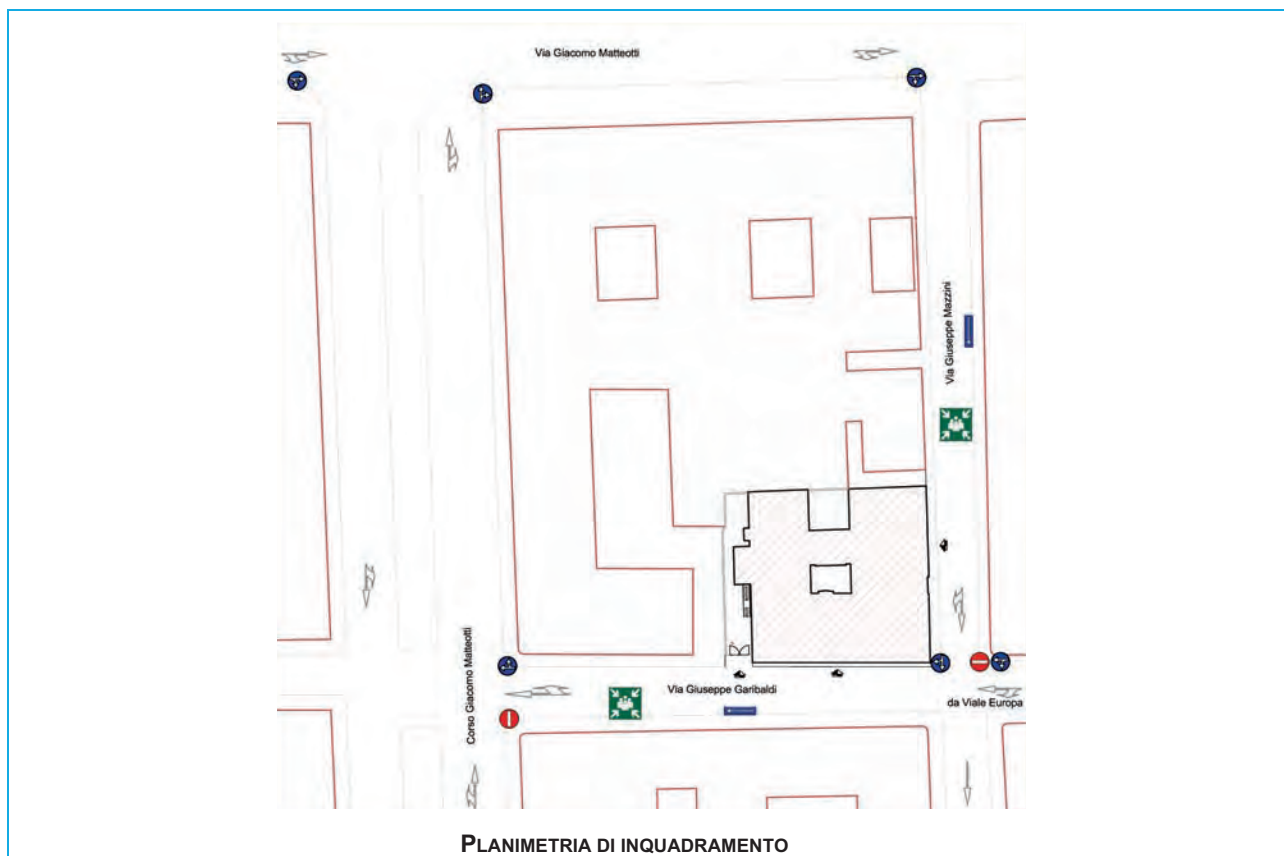 Via Giacomo Matteotti
Via Giuseppe Mazzini
Corso Giacomo Matteotti
Via Giuseppe Garibaldi
da Viale Europa
PLANIMETRIA DI INQUADRAMENTO